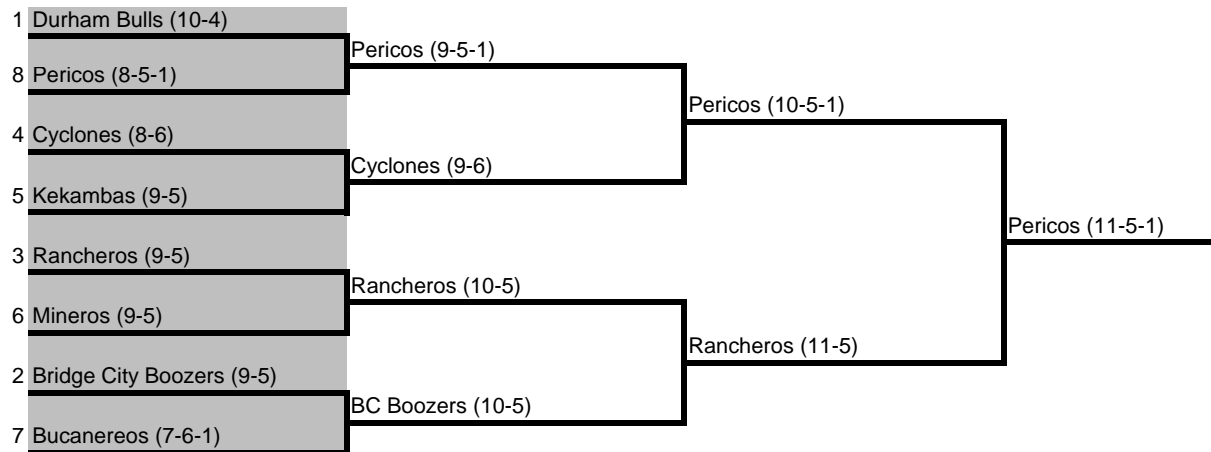 1 Durham Bulls (10-4)
8 Pericos (8-5-1)
4 Cyclones (8-6)
5 Kekambas (9-5)
3 Rancheros (9-5)
6 Mineros (9-5)
2 Bridge City Boozers (9-5)
7 Bucanereos (7-6-1)
Pericos (9-5-1)
Cyclones (9-6)
Rancheros (10-5)
BC Boozers (10-5)
Pericos (10-5-1)
Rancheros (11-5)
Pericos (11-5-1)